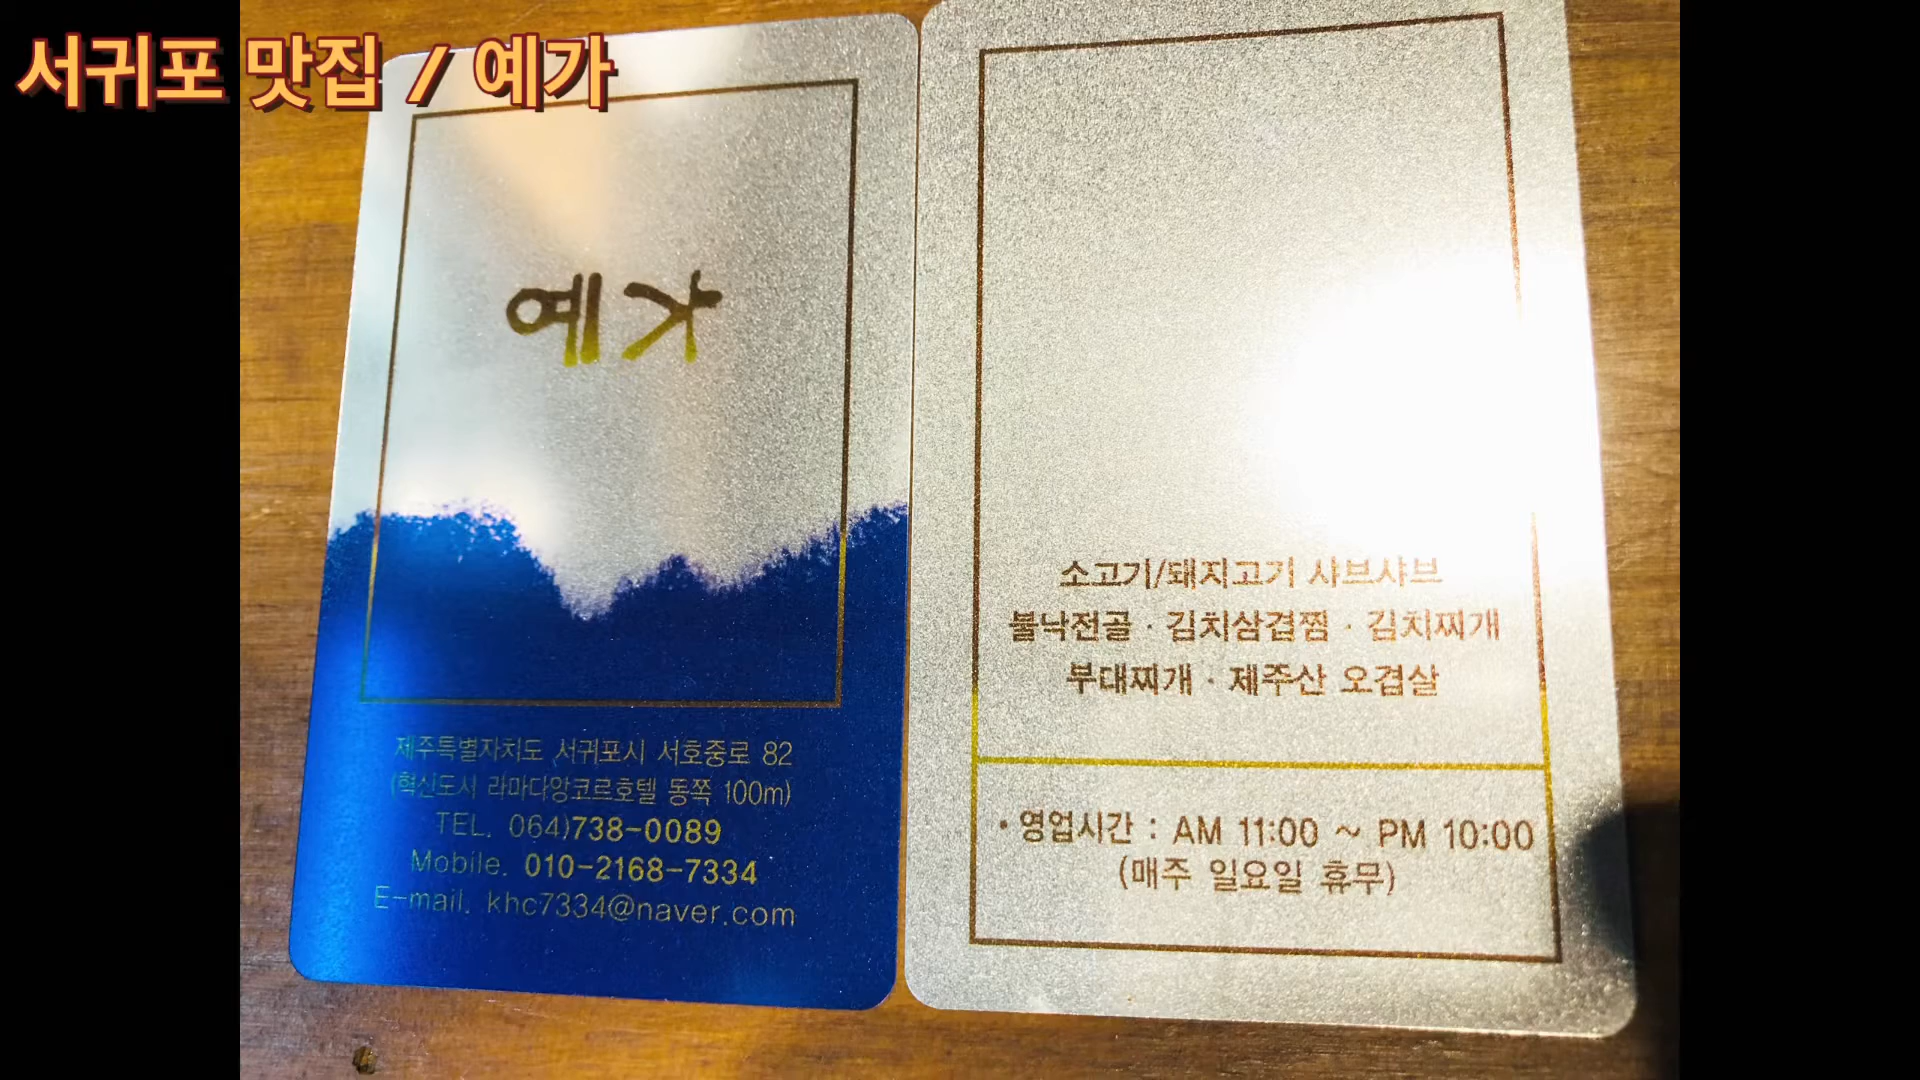 서귀포 맛집 / 예가
예가
제주특별자치도 서귀포시 서호중로 82
(혁신도시 라마다앙코르호텔 동쪽 100m)
TEL. 064)738-0089
Mobile. 010-2168-7334
E-mail. khc7334@naver.com
소고기/돼지고기 샤브샤브
불낙전골 · 김치삼겹찜 · 김치찌개
부대찌개 · 제주산 오겹살
• 영업시간 : AM 11:00 ~ PM 10:00
(매주 일요일 휴무)